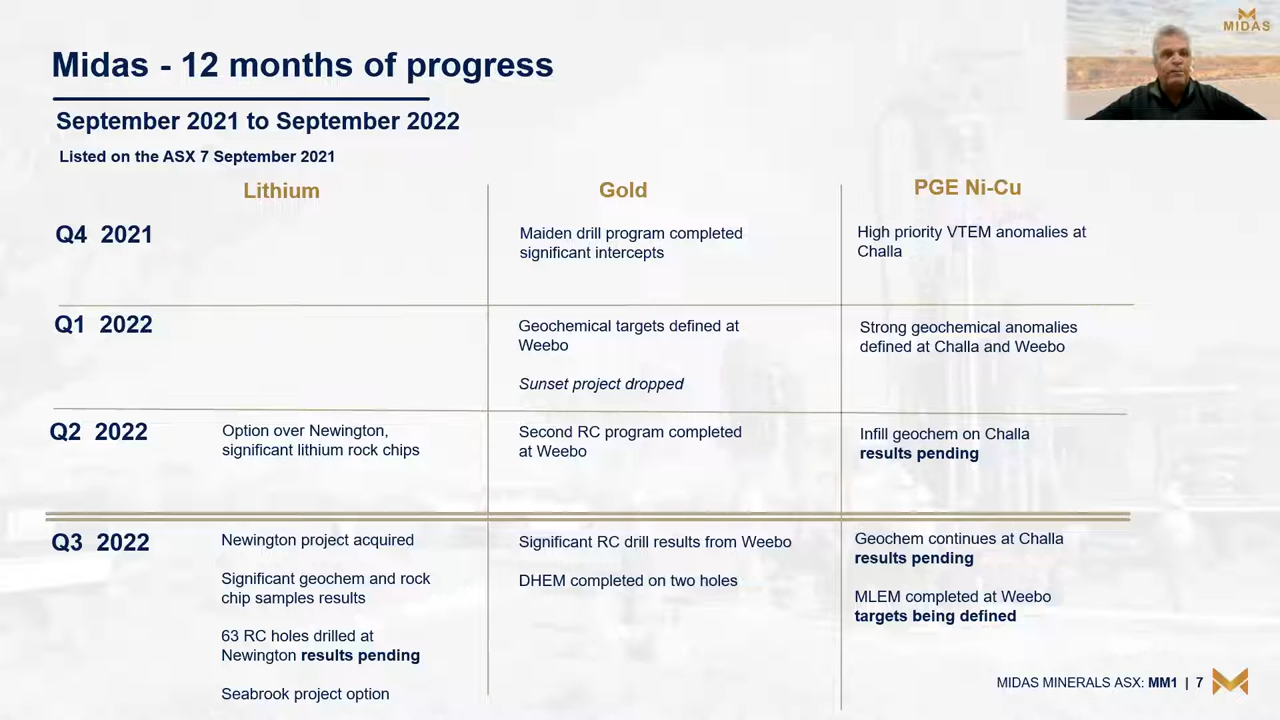 MIDAS
Midas - 12 months of progress
September 2021 to September 2022
Listed on the ASX 7 September 2021
Lithium
Gold
PGE Ni-Cu
Q4 2021
Maiden drill program completed
significant intercepts
High priority VTEM anomalies at
Challa
Q1 2022
Geochemical targets defined at
Weebo
Sunset project dropped
Strong geochemical anomalies
defined at Challa and Weebo
Q2 2022
Option over Newington,
significant lithium rock chips
Second RC program completed
at Weebo
Infill geochem on Challa
results pending
Q3 2022
Newington project acquired
Significant geochem and rock
chip samples results
63 RC holes drilled at
Newington results pending
Seabrook project option
Significant RC drill results from Weebo
DHEM completed on two holes
Geochem continues at Challa
results pending
MLEM completed at Weebo
targets being defined
MIDAS MINERALS ASX: MM1 | 7